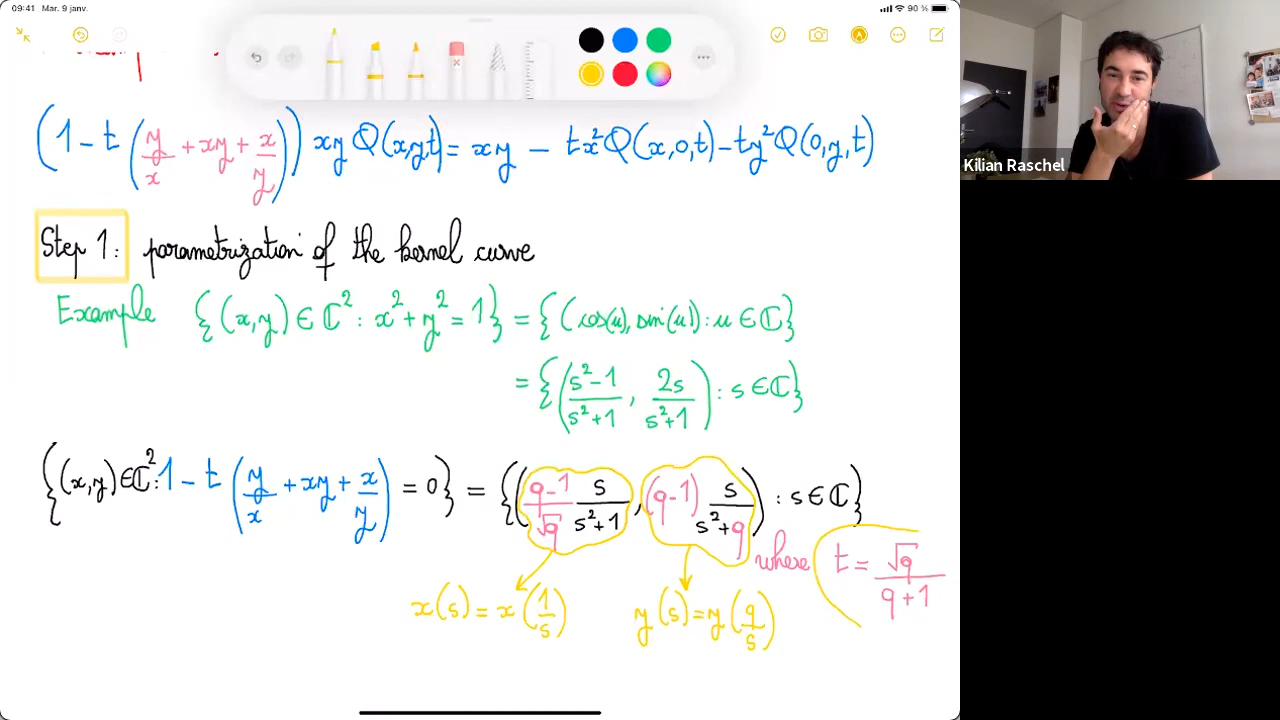 09:41 Mar. 9 janv.
90 %
(1 - t (y/x + xy + x/y)) xy Q(x,y,t) = xy - tx² Q(x,0,t) - ty² Q(0,y,t)
Step 1: parametrization of the kernel curve
Example {(x,y) ∈ ℂ² : x² + y² = 1} = {(cos(u), sin(u)) : u ∈ ℂ}
= {((s²-1)/(s²+1), 2s/(s²+1)) : s ∈ ℂ}
{(x,y) ∈ ℂ² : 1 - t (y/x + xy + x/y) = 0} = {((q-1)/√q s/(s²+1), (q-1) s/(s²+q)) : s ∈ ℂ}
where t = √q/(q+1)
x(s) = x(1/s) y(s) = y(q/s)
Kilian Raschel